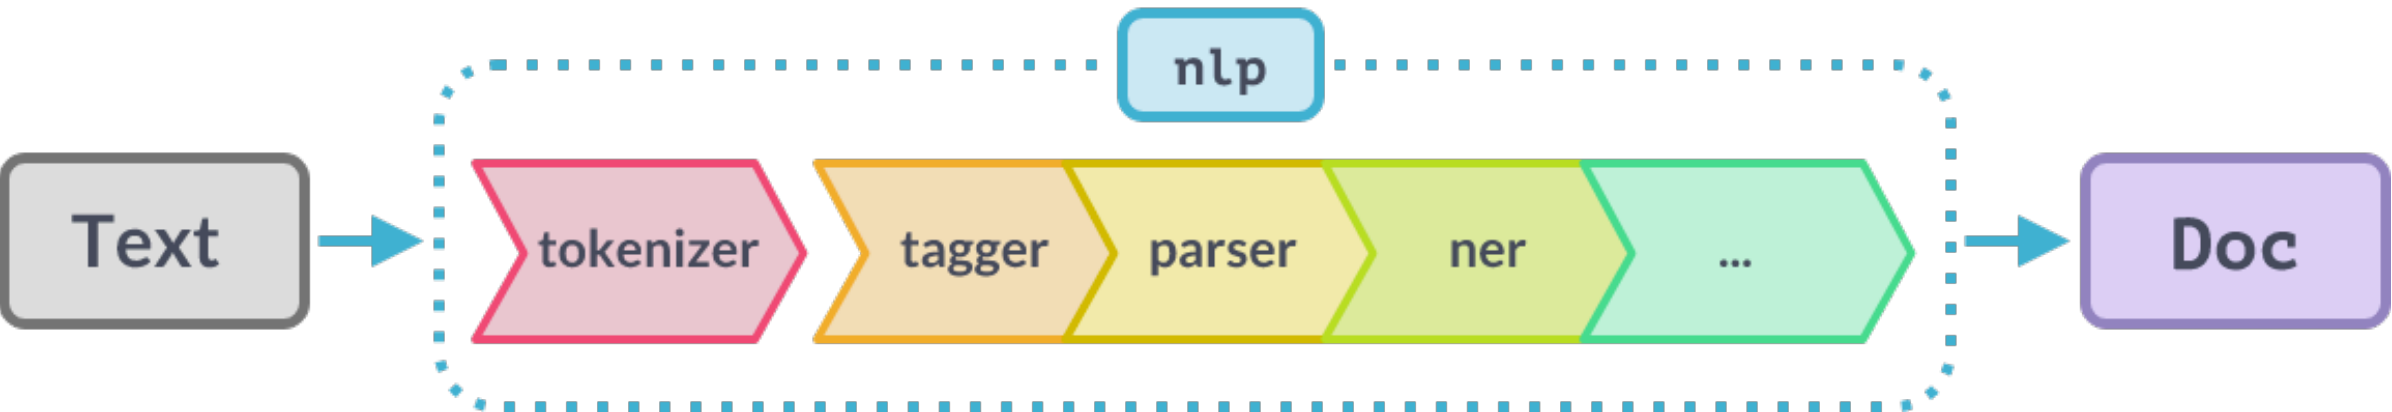 nlp
Text
tokenizer
tagger
parser
ner
...
Doc